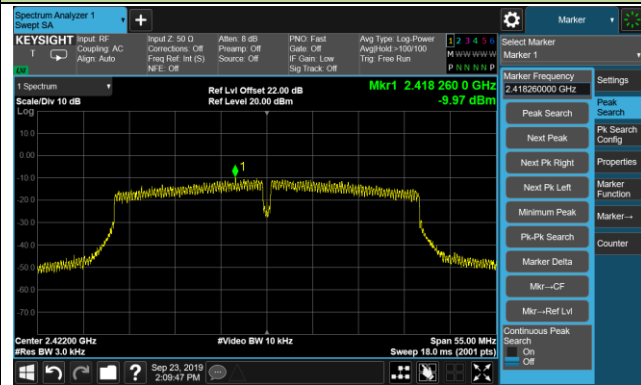 Spectrum Analyzer 1
Swept SA
Marker
KEYSIGHT
Input: RF
Coupling: AC
Align: Auto
Input Z: 50 Ω
Corrections: Off
Freq Ref: Int (S)
NFE: Off
Atten: 8 dB
Preamp: Off
Source: Off
PNO: Fast
Gate: Off
IF Gain: Low
Sig Track: Off
Avg Type: Log-Power
Avg|Hold:>100/100
Trig: Free Run
1 2 3 4 5 6
M W W W W W
P N N N N P
Select Marker
Marker 1
1 Spectrum
Scale/Div 10 dB
Log
Ref Lvl Offset 22.00 dB
Ref Level 20.00 dBm
Mkr1 2.418 260 0 GHz
-9.97 dBm
10.0
0.00
-10.0
-20.0
-30.0
-40.0
-50.0
-60.0
-70.0
1
Center 2.42200 GHz
#Res BW 3.0 kHz
#Video BW 10 kHz
Span 55.00 MHz
Sweep 18.0 ms (2001 pts)
Marker Frequency
2.418260000 GHz
Peak Search
Next Peak
Next Pk Right
Next Pk Left
Minimum Peak
Pk-Pk Search
Marker Delta
Mkr→CF
Mkr→Ref Lvl
Continuous Peak
Search
On
Off
Settings
Peak
Search
Pk Search
Config
Properties
Marker
Function
Marker→
Counter
?
Sep 23, 2019
2:09:47 PM